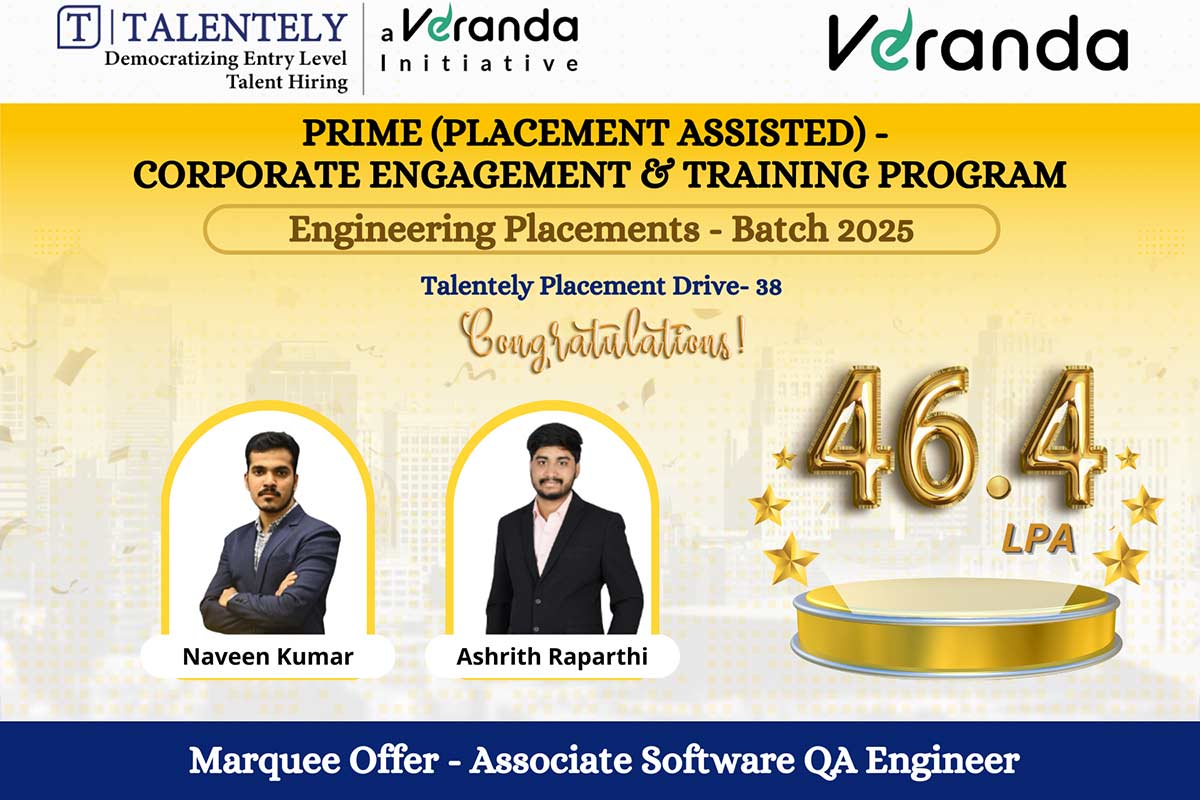 T TALENTELY
Democratizing Entry Level
Talent Hiring
a Veranda
Initiative
Veranda
PRIME (PLACEMENT ASSISTED) -
CORPORATE ENGAGEMENT & TRAINING PROGRAM
Engineering Placements - Batch 2025
Talentely Placement Drive- 38
Congratulations!
46.4
LPA
Naveen Kumar
Ashrith Raparthi
Marquee Offer - Associate Software QA Engineer